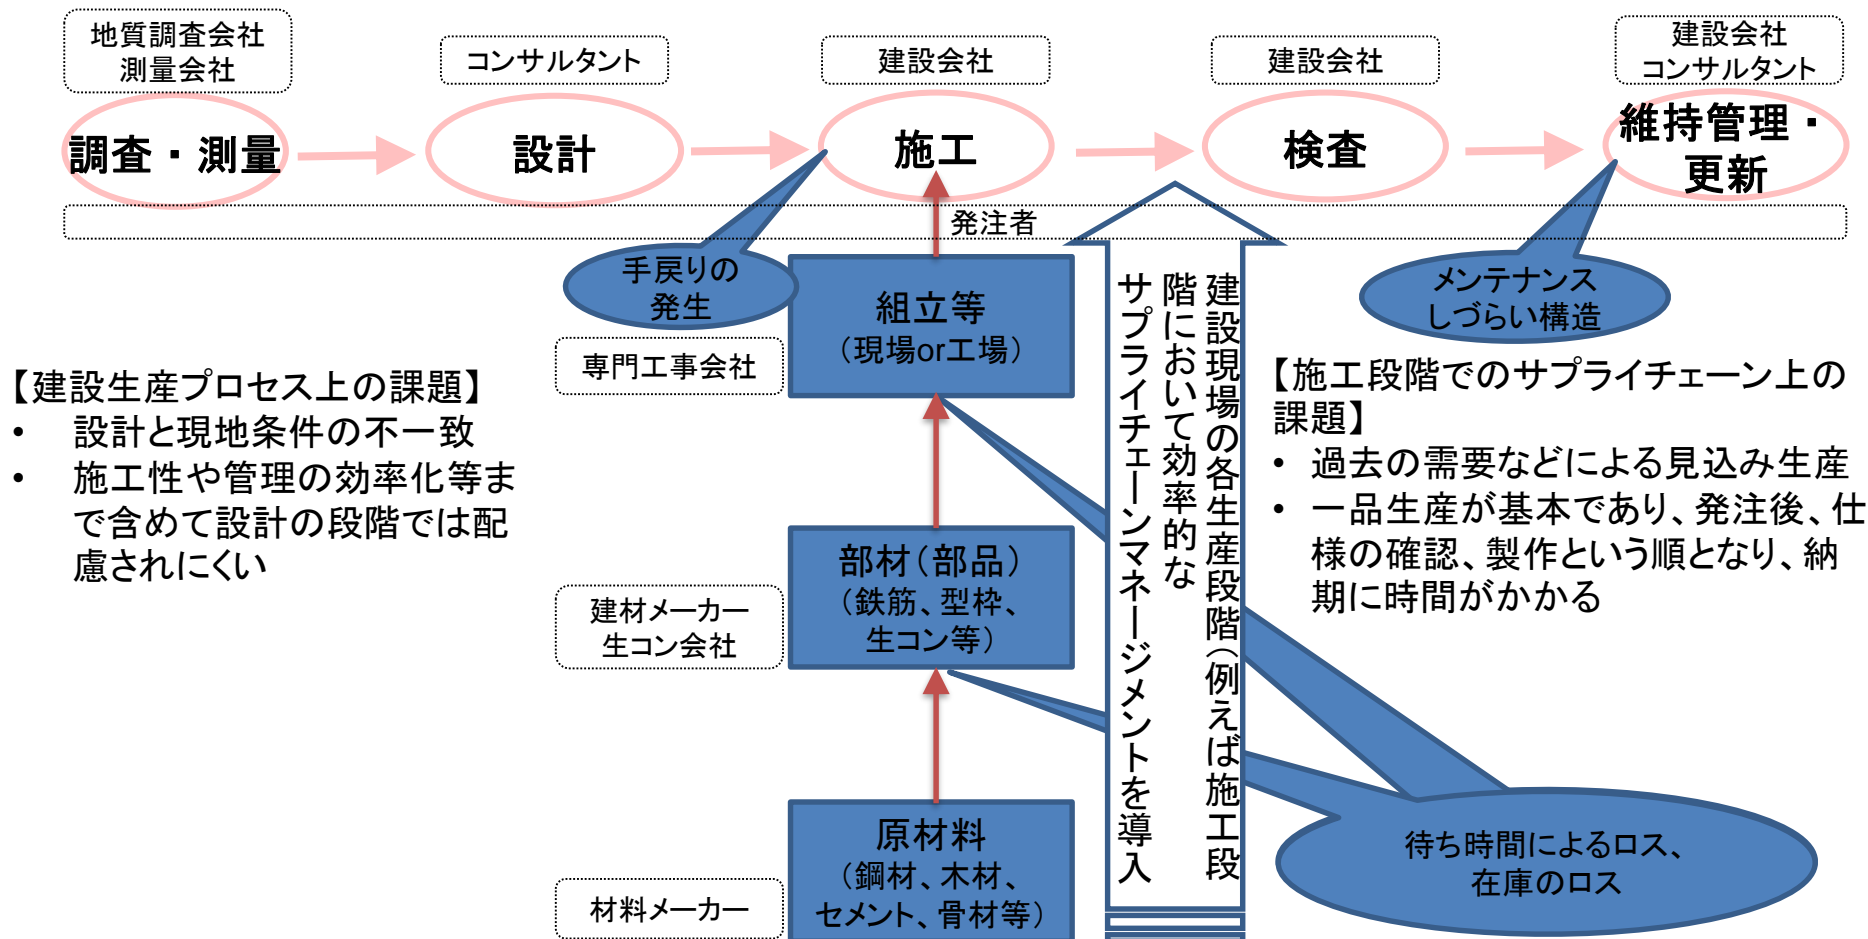 地質調査会社
測量会社
コンサルタント
建設会社
建設会社
建設会社
コンサルタント
調査・測量
設計
施工
検査
維持管理・
更新
発注者
手戻りの
発生
メンテナンス
しづらい構造
組立等
（現場or工場）
専門工事会社
【建設生産プロセス上の課題】
• 設計と現地条件の不一致
• 施工性や管理の効率化等ま
で含めて設計の段階では配
慮されにくい
建設現場の各生産段階（例えば施工段
階において効率的な
サプライチェーンマネージメントを導入
【施工段階でのサプライチェーン上の
課題】
• 過去の需要などによる見込み生産
• 一品生産が基本であり、発注後、仕
様の確認、製作という順となり、納
期に時間がかかる
部材（部品）
（鉄筋、型枠、
生コン等）
建材メーカー
生コン会社
原材料
（鋼材、木材、
セメント、骨材等）
材料メーカー
待ち時間によるロス、
在庫のロス